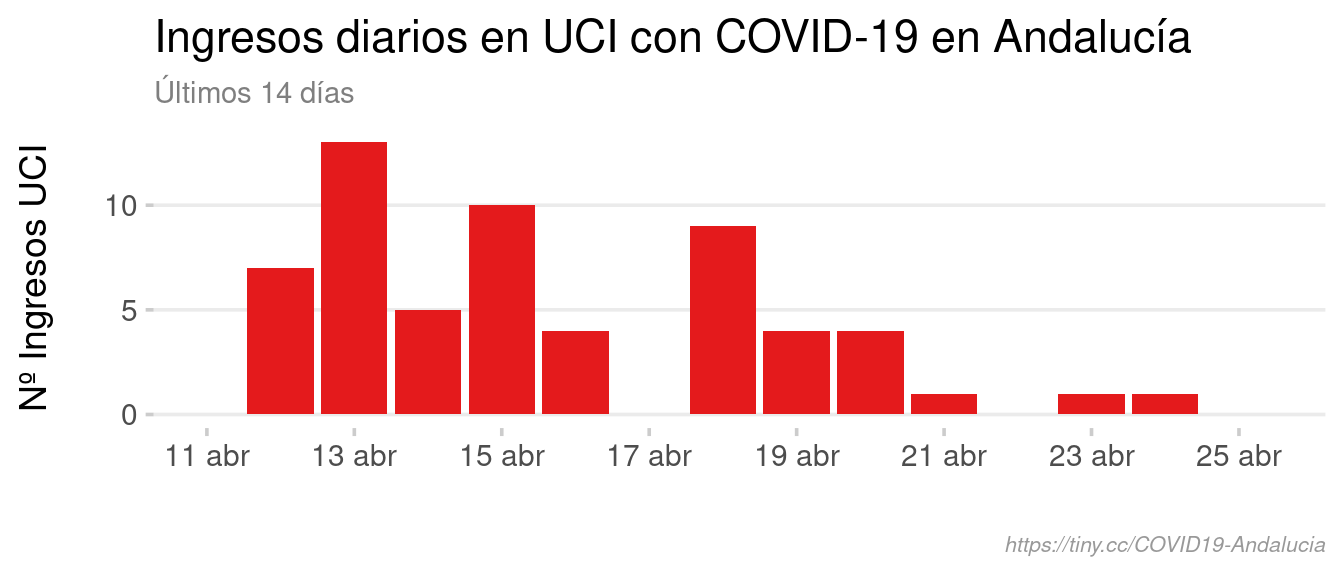 Ingresos diarios en UCI con COVID-19 en Andalucía
Últimos 14 días
Nº Ingresos UCI
10
5
0
11 abr
13 abr
15 abr
17 abr
19 abr
21 abr
23 abr
25 abr
https://tiny.cc/COVID19-Andalucia